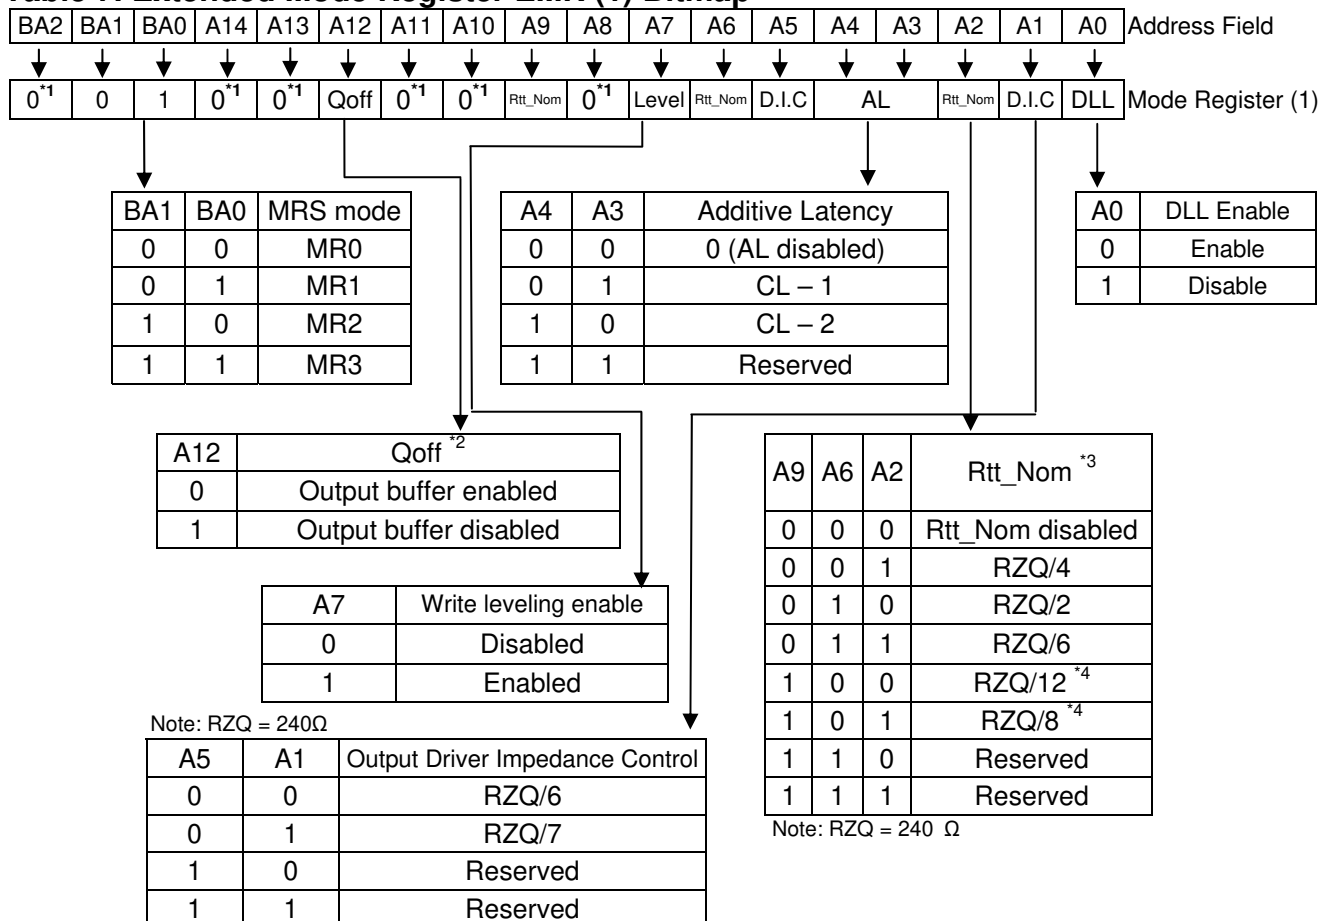 BA2 BA1 BA0 A14 A13 A12 A11 A10 A9 A8 A7 A6 A5 A4 A3 A2 A1 A0 Address Field
0*1 0 1 0*1 0*1 Qoff 0*1 0*1 Rtt_Nom 0*1 Level Rtt_Nom D.I.C AL Rtt_Nom D.I.C DLL Mode Register (1)
BA1 BA0 MRS mode
0 0 MR0
0 1 MR1
1 0 MR2
1 1 MR3
A4 A3 Additive Latency
0 0 0 (AL disabled)
0 1 CL – 1
1 0 CL – 2
1 1 Reserved
A0 DLL Enable
0 Enable
1 Disable
A12 Qoff *2
0 Output buffer enabled
1 Output buffer disabled
A9 A6 A2 Rtt_Nom *3
0 0 0 Rtt_Nom disabled
0 0 1 RZQ/4
0 1 0 RZQ/2
0 1 1 RZQ/6
1 0 0 RZQ/12 *4
1 0 1 RZQ/8 *4
1 1 0 Reserved
1 1 1 Reserved
Note: RZQ = 240 Ω
A7 Write leveling enable
0 Disabled
1 Enabled
Note: RZQ = 240Ω
A5 A1 Output Driver Impedance Control
0 0 RZQ/6
0 1 RZQ/7
1 0 Reserved
1 1 Reserved